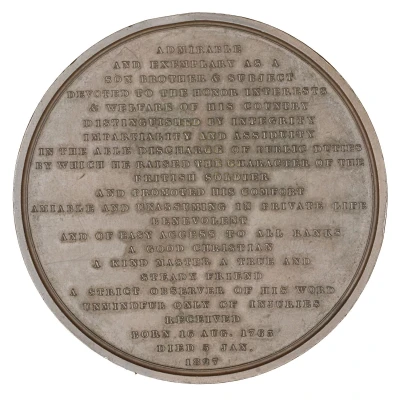 ADMIRABLE
AND EXEMPLARY AS A
SON BROTHER & SUBJECT
DEVOTED TO THE HONOR INTERESTS
& WELFARE OF HIS COUNTRY
DISTINGUISHED BY INTEGRITY
IMPARTIALITY AND ASSIDUITY
IN THE ABLE DISCHARGE OF PUBLIC DUTIES
BY WHICH HE RAISED THE CHARACTER OF THE
BRITISH SOLDIER
AND PROMOTED HIS COMFORT
AMIABLE AND UNASSUMING IN PRIVATE LIFE
BENEVOLENT
AND OF EASY ACCESS TO ALL RANKS
A GOOD CHRISTIAN
A KIND MASTER A TRUE AND
STEADY FRIEND
A STRICT OBSERVER OF HIS WORD
UNMINDFUL ONLY OF INJURIES
RECEIVED
BORN 16 AUG. 1763
DIED 5 JAN.
1827